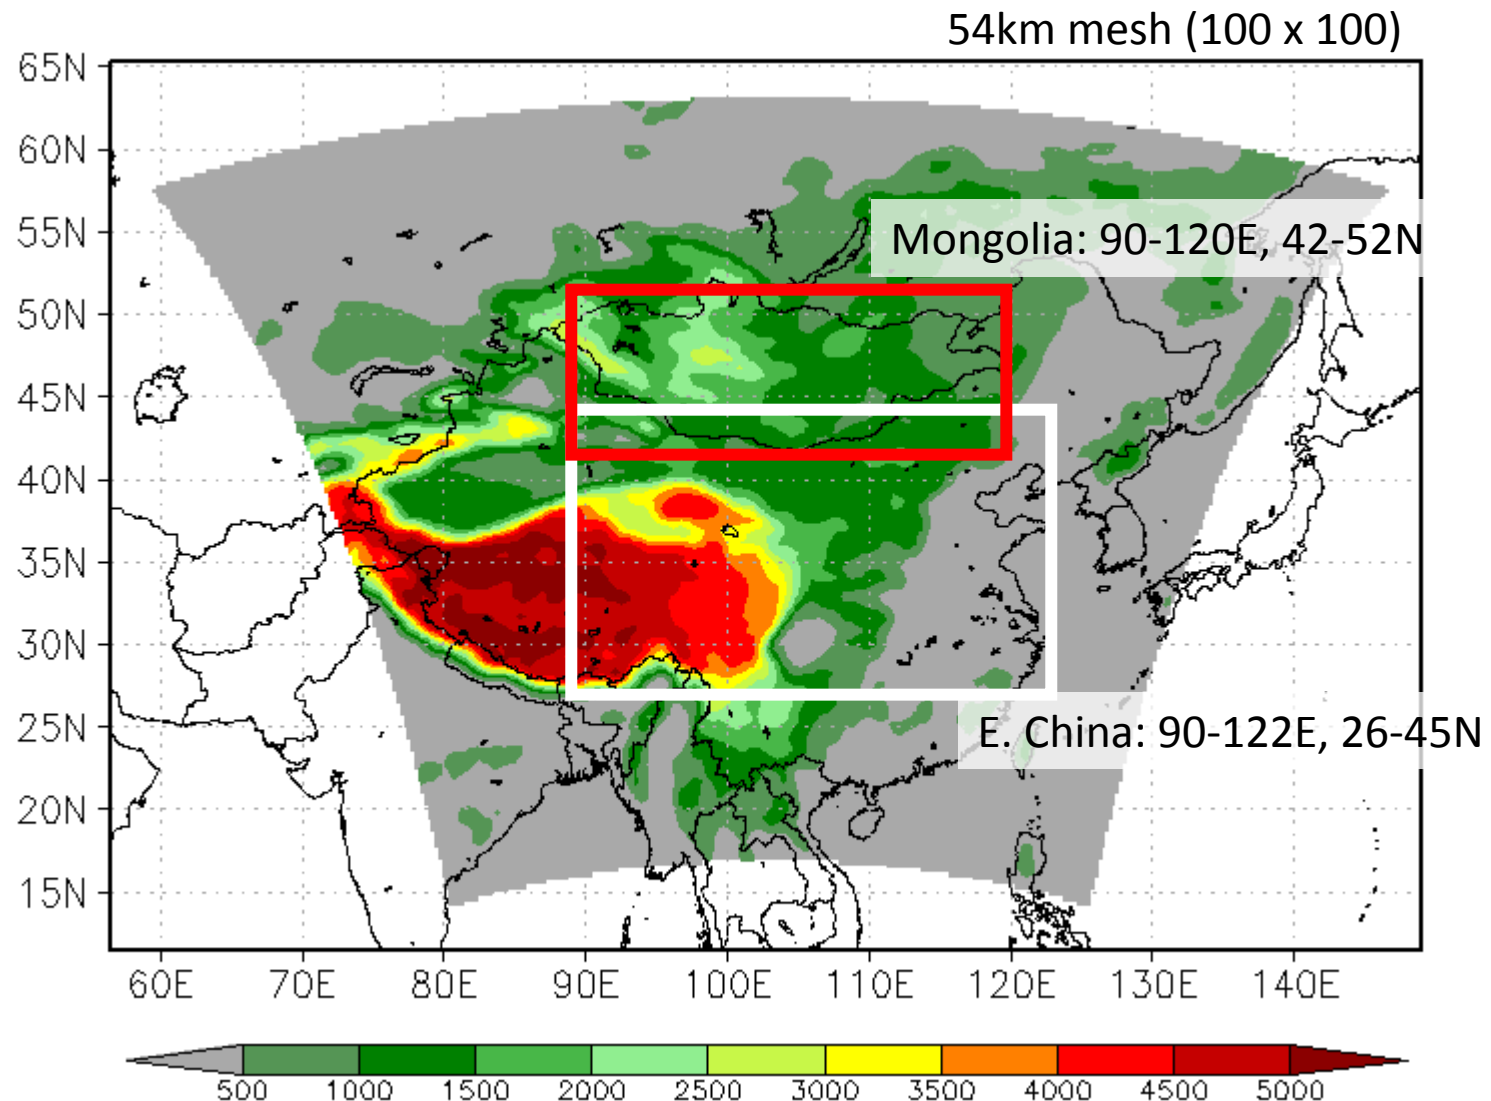 54km mesh (100 x 100)
65N
60N
55N
Mongolia: 90-120E, 42-52N
50N
45N
40N
35N
30N
25N
E. China: 90-122E, 26-45N
20N
15N
60E 70E 80E 90E 100E 110E 120E 130E 140E
500 1000 1500 2000 2500 3000 3500 4000 4500 5000